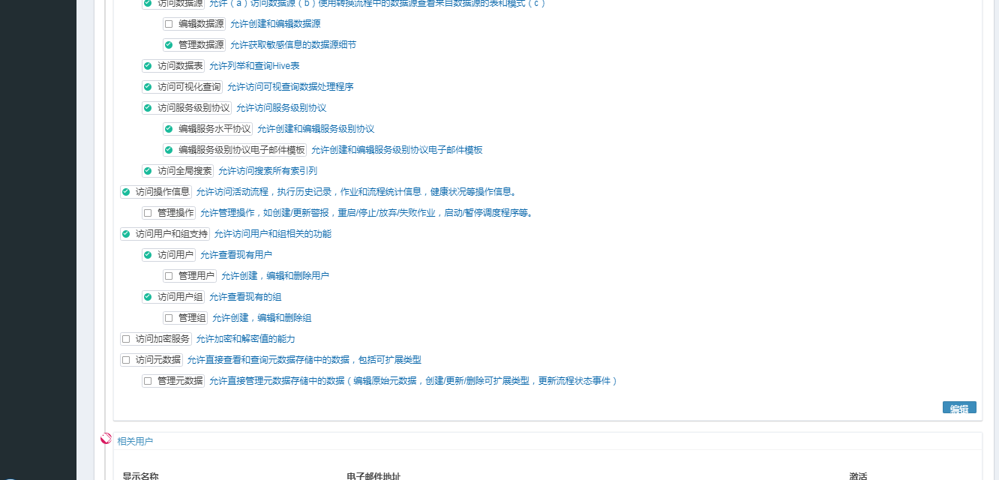 访问数据源 允许（a）访问数据源（b）使用转换流程中的数据源查看来自数据源的表和模式（c）
编辑数据源 允许创建和编辑数据源
管理数据源 允许获取敏感信息的数据源细节
访问数据表 允许列举和查询Hive表
访问可视化查询 允许访问可视查询数据处理程序
访问服务级别协议 允许访问服务级别协议
编辑服务水平协议 允许创建和编辑服务级别协议
编辑服务级别协议电子邮件模板 允许创建和编辑服务级别协议电子邮件模板
访问全局搜索 允许访问搜索所有索引列
访问操作信息 允许访问活动流程，执行历史记录，作业和流程统计信息，健康状况等操作信息。
管理操作 允许管理操作，如创建/更新警报，重启/停止/放弃/失败作业，启动/暂停调度程序等。
访问用户和组支持 允许访问用户和组相关的功能
访问用户 允许查看现有用户
管理用户 允许创建，编辑和删除用户
访问用户组 允许查看现有的组
管理组 允许创建，编辑和删除组
访问加密服务 允许加密和解密值的能力
访问元数据 允许直接查看和查询元数据存储中的数据，包括可扩展类型
管理元数据 允许直接管理元数据存储中的数据（编辑原始元数据，创建/更新/删除可扩展类型，更新流程状态事件）
编辑
相关用户
显示名称 电子邮件地址 激活